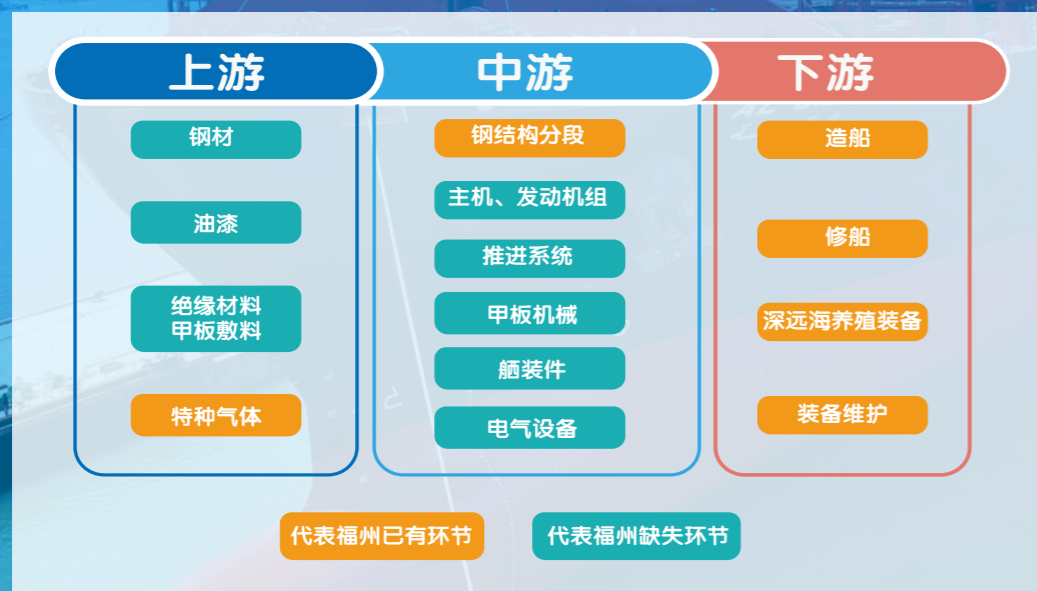 上游
中游
下游
钢材
油漆
绝缘材料
甲板敷料
特种气体
钢结构分段
主机、发动机组
推进系统
甲板机械
舾装件
电气设备
造船
修船
深远海养殖装备
装备维护
代表福州已有环节
代表福州缺失环节